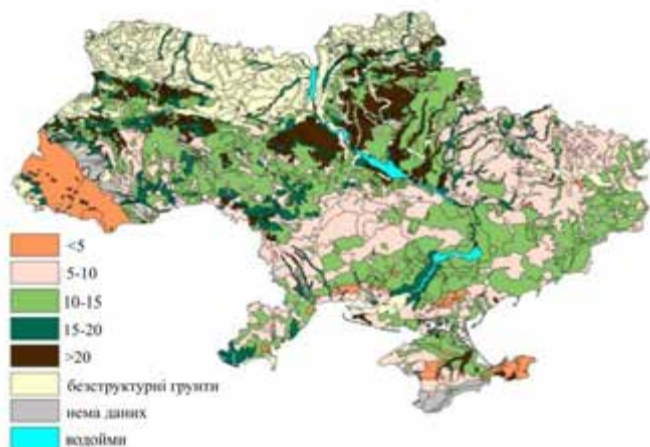 <5
5-10
10-15
15-20
>20
безструктурні грунти
нема даних
водойми